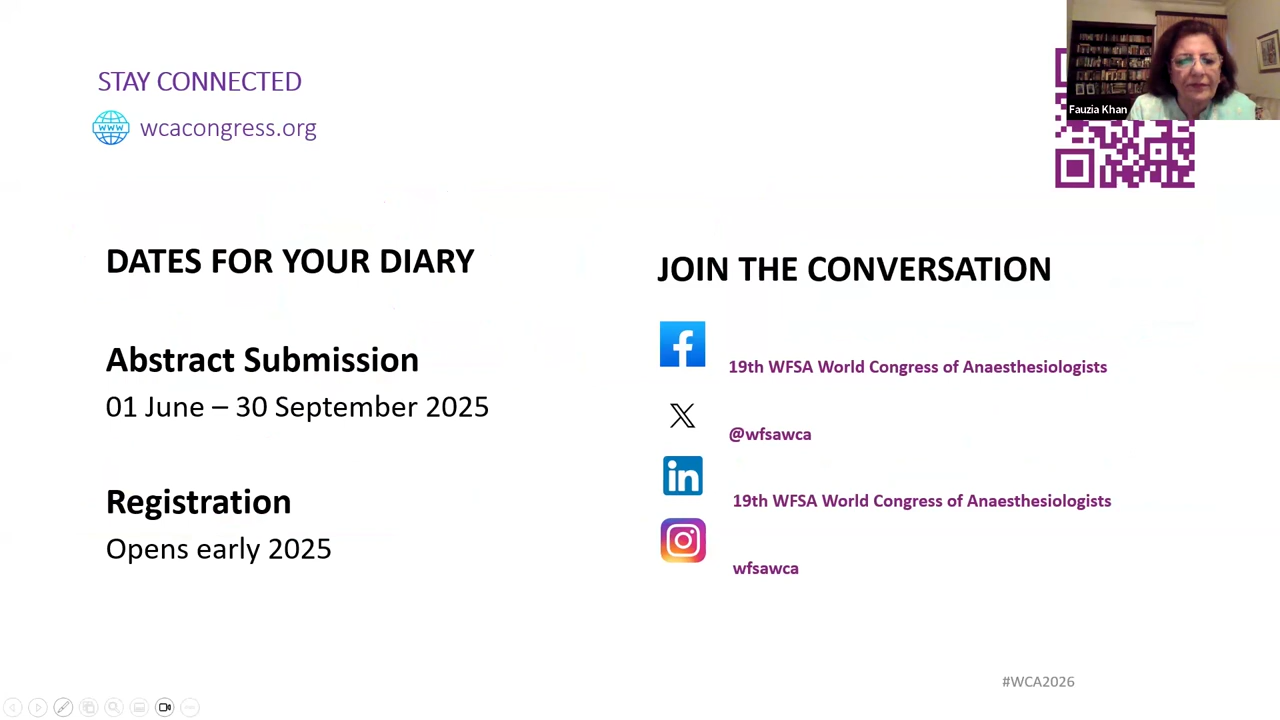 STAY CONNECTED
www
wcacongress.org
Fauzia Khan
DATES FOR YOUR DIARY
Abstract Submission
01 June – 30 September 2025
Registration
Opens early 2025
JOIN THE CONVERSATION
19th WFSA World Congress of Anaesthesiologists
@wfsawca
19th WFSA World Congress of Anaesthesiologists
wfsawca
#WCA2026